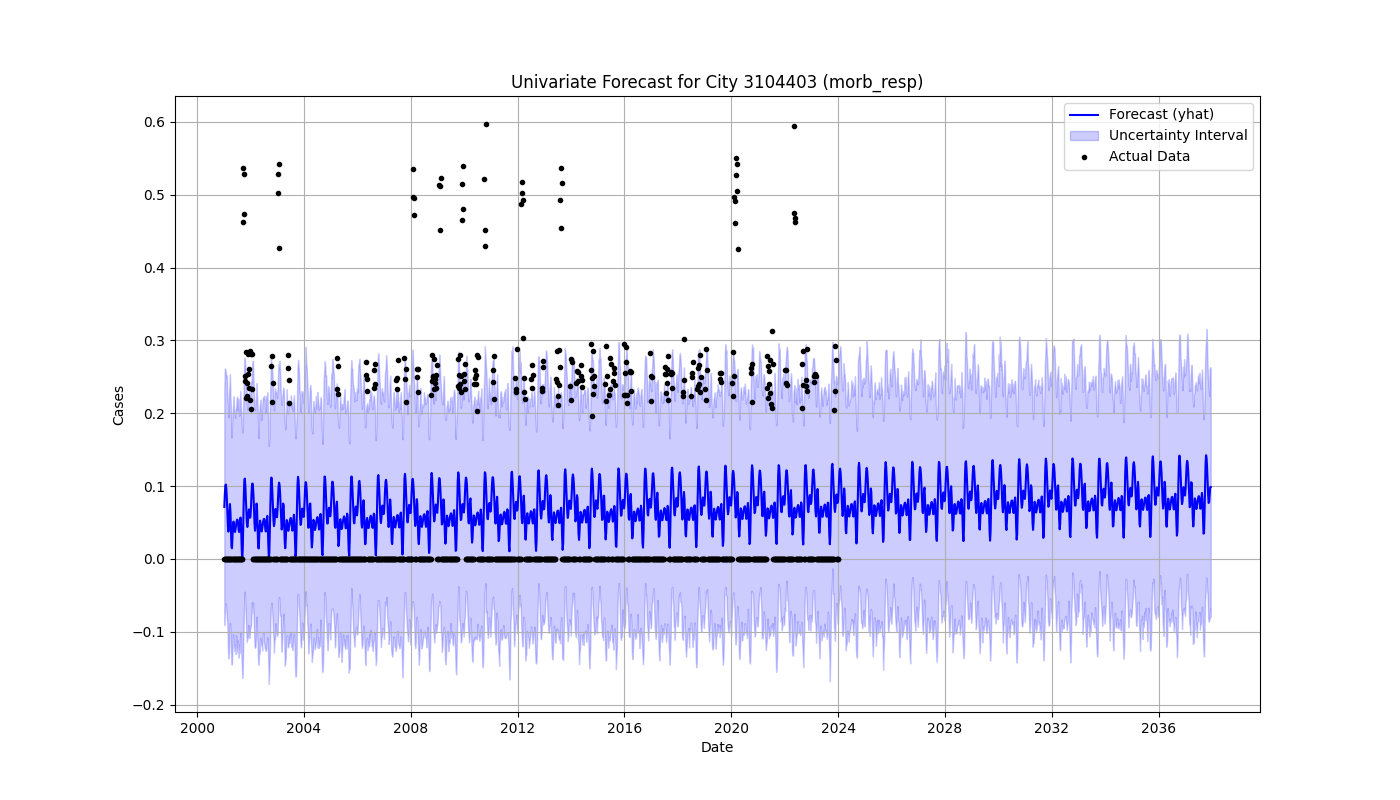 Univariate Forecast for City 3104403 (morb_resp)
Forecast (yhat)
Uncertainty Interval
Actual Data
Cases
0.6
0.5
0.4
0.3
0.2
0.1
0.0
−0.1
−0.2
2000 2004 2008 2012 2016 2020 2024 2028 2032 2036
Date